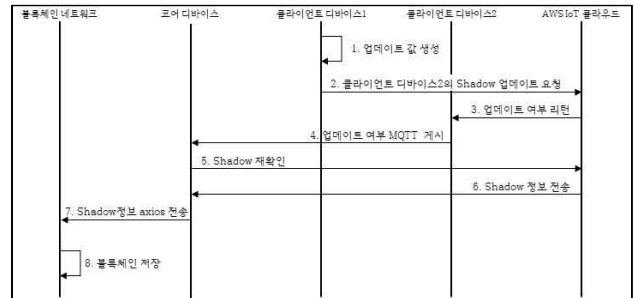 블록체인 네트워크 코어 디바이스 클라이언트 디바이스1 클라이언트 디바이스2 AWS IoT 클라우드
1. 업데이트 값 생성
2. 클라이언트 디바이스2의 Shadow 업데이트 요청
3. 업데이트 여부 리턴
4. 업데이트 여부 MQTT 게시
5. Shadow 재확인
6. Shadow 정보 전송
7. Shadow정보 axios 전송
8. 블록체인 저장